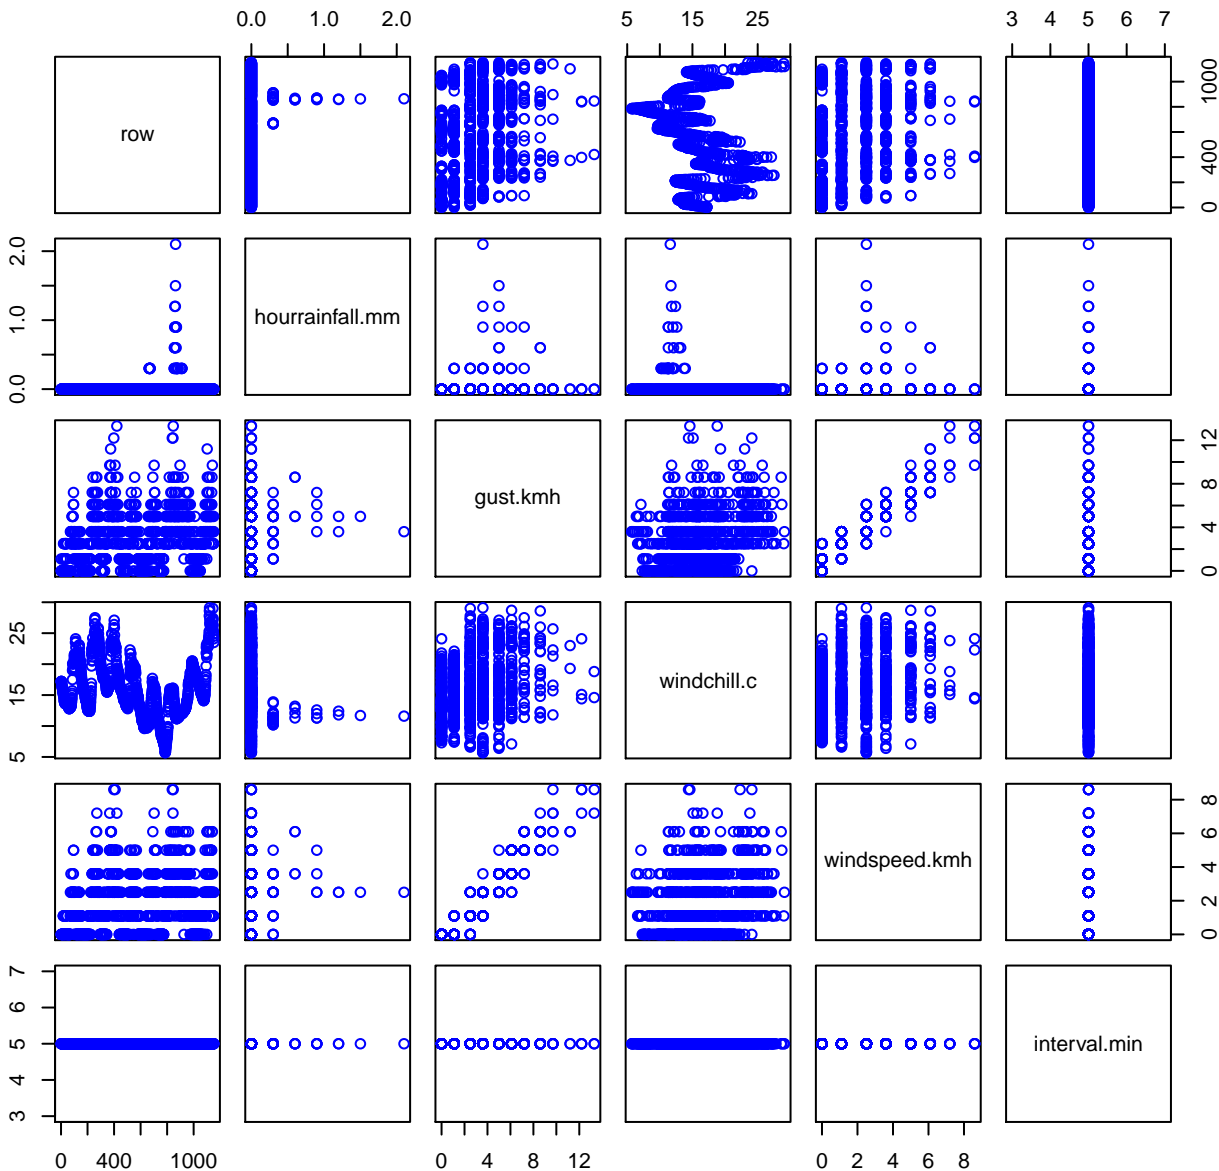 0.0 1.0 2.0 5 15 25 3 4 5 6 7
row 0 400 1000
0.0 1.0 2.0 hourrainfall.mm
gust.kmh 0 4 8 12
5 15 25 windchill.c
windspeed.kmh 0 2 4 6 8
3 4 5 6 7 interval.min
0 400 1000 0 4 8 12 0 2 4 6 8